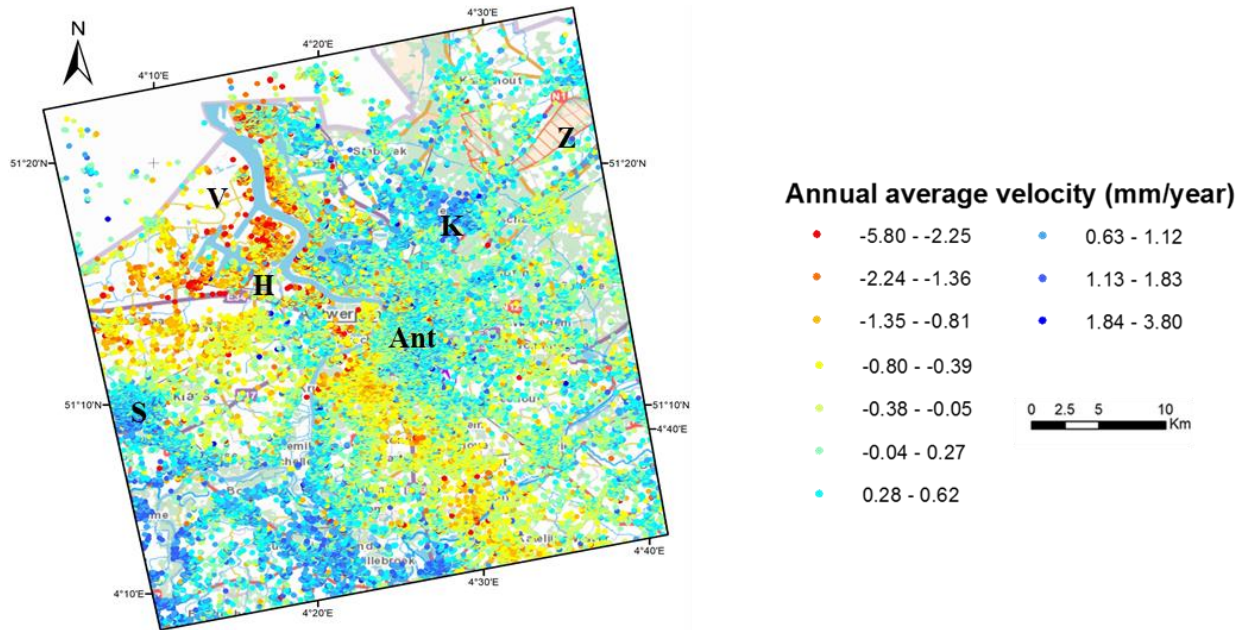 N
4°30'E
4°20'E
4°10'E
Z
51°20'N
51°20'N
V
K
H
Ant
Annual average velocity (mm/year)
-5.80 - -2.25
-2.24 - -1.36
-1.35 - -0.81
-0.80 - -0.39
-0.38 - -0.05
-0.04 - 0.27
0.28 - 0.62
0.63 - 1.12
1.13 - 1.83
1.84 - 3.80
0 2.5 5 10
Km
S
51°10'N
51°10'N
4°40'E
4°40'E
4°10'E
4°20'E
4°30'E